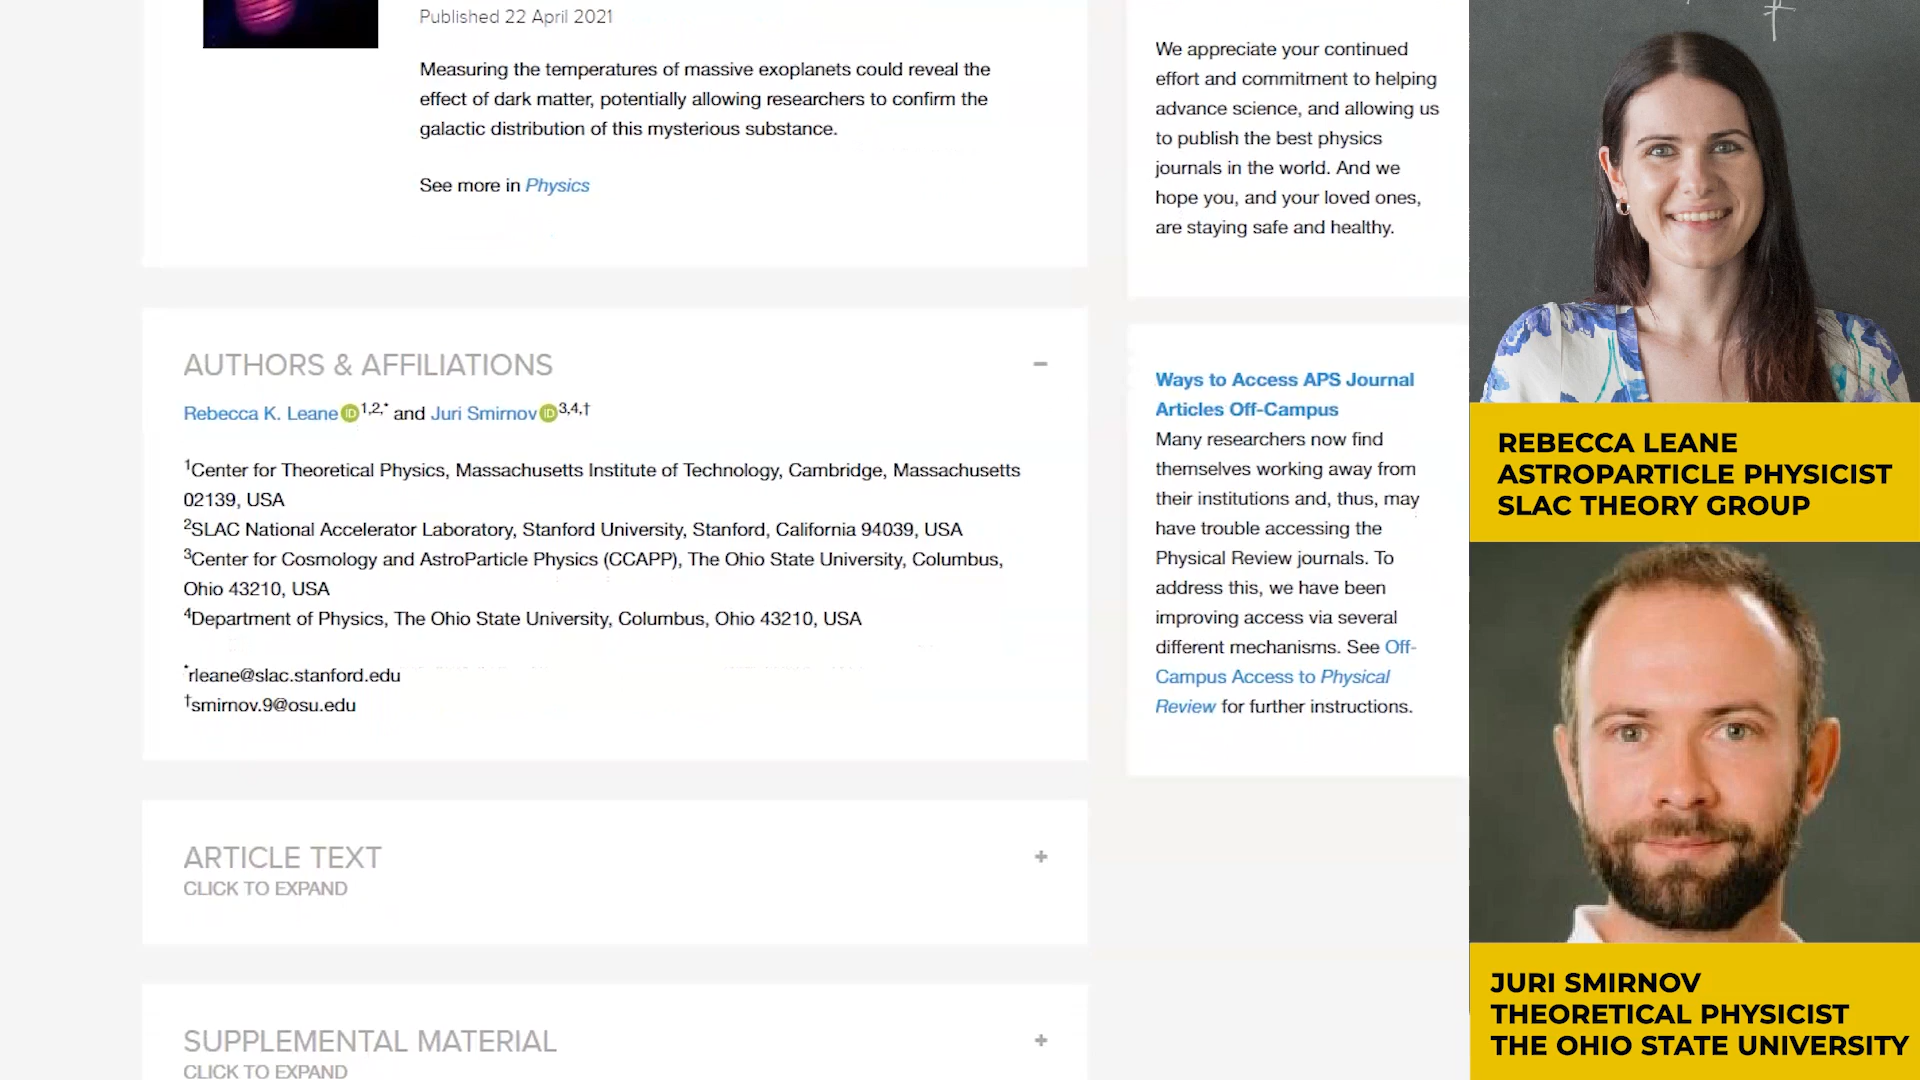 Published 22 April 2021
Measuring the temperatures of massive exoplanets could reveal the
effect of dark matter, potentially allowing researchers to confirm the
galactic distribution of this mysterious substance.
See more in Physics
AUTHORS & AFFILIATIONS
Rebecca K. Leane iD 1,2,* and Juri Smirnov iD 3,4,†
1Center for Theoretical Physics, Massachusetts Institute of Technology, Cambridge, Massachusetts
02139, USA
2SLAC National Accelerator Laboratory, Stanford University, Stanford, California 94039, USA
3Center for Cosmology and AstroParticle Physics (CCAPP), The Ohio State University, Columbus,
Ohio 43210, USA
4Department of Physics, The Ohio State University, Columbus, Ohio 43210, USA
*rleane@slac.stanford.edu
†smirnov.9@osu.edu
ARTICLE TEXT
CLICK TO EXPAND
SUPPLEMENTAL MATERIAL
CLICK TO EXPAND
We appreciate your continued
effort and commitment to helping
advance science, and allowing us
to publish the best physics
journals in the world. And we
hope you, and your loved ones,
are staying safe and healthy.
Ways to Access APS Journal
Articles Off-Campus
Many researchers now find
themselves working away from
their institutions and, thus, may
have trouble accessing the
Physical Review journals. To
address this, we have been
improving access via several
different mechanisms. See Off-
Campus Access to Physical
Review for further instructions.
REBECCA LEANE
ASTROPARTICLE PHYSICIST
SLAC THEORY GROUP
JURI SMIRNOV
THEORETICAL PHYSICIST
THE OHIO STATE UNIVERSITY